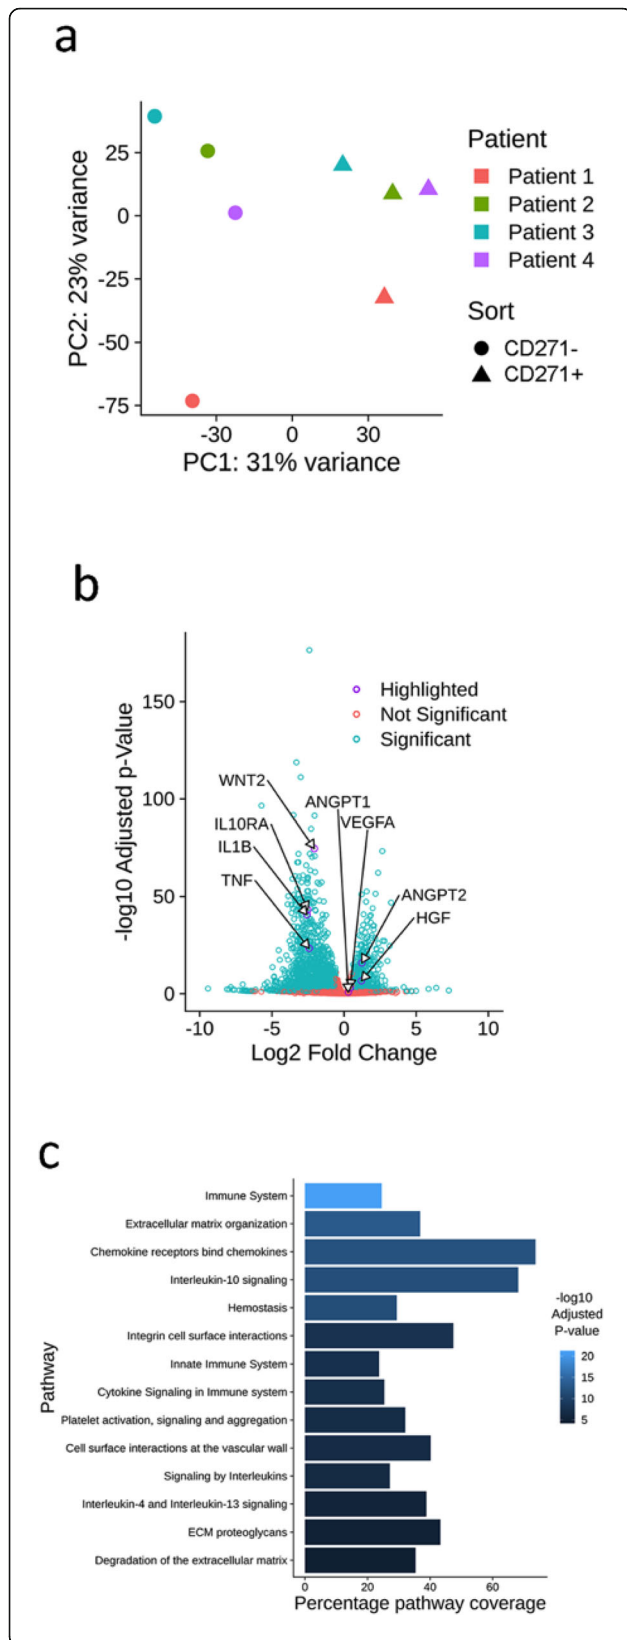 a
25
0
-25
-50
-75
PC2: 23% variance
-30 0 30
PC1: 31% variance
Patient
Patient 1
Patient 2
Patient 3
Patient 4
Sort
CD271-
CD271+
b
150
100
50
0
-log10 Adjusted p-Value
Highlighted
Not Significant
Significant
WNT2
ANGPT1
VEGFA
IL10RA
IL1B
TNF
ANGPT2
HGF
-10 -5 0 5 10
Log2 Fold Change
c
Pathway
Immune System
Extracellular matrix organization
Chemokine receptors bind chemokines
Interleukin-10 signaling
Hemostasis
Integrin cell surface interactions
Innate Immune System
Cytokine Signaling in Immune system
Platelet activation, signaling and aggregation
Cell surface interactions at the vascular wall
Signaling by Interleukins
Interleukin-4 and Interleukin-13 signaling
ECM proteoglycans
Degradation of the extracellular matrix
0 20 40 60
Percentage pathway coverage
-log10
Adjusted
P-value
20
15
10
5